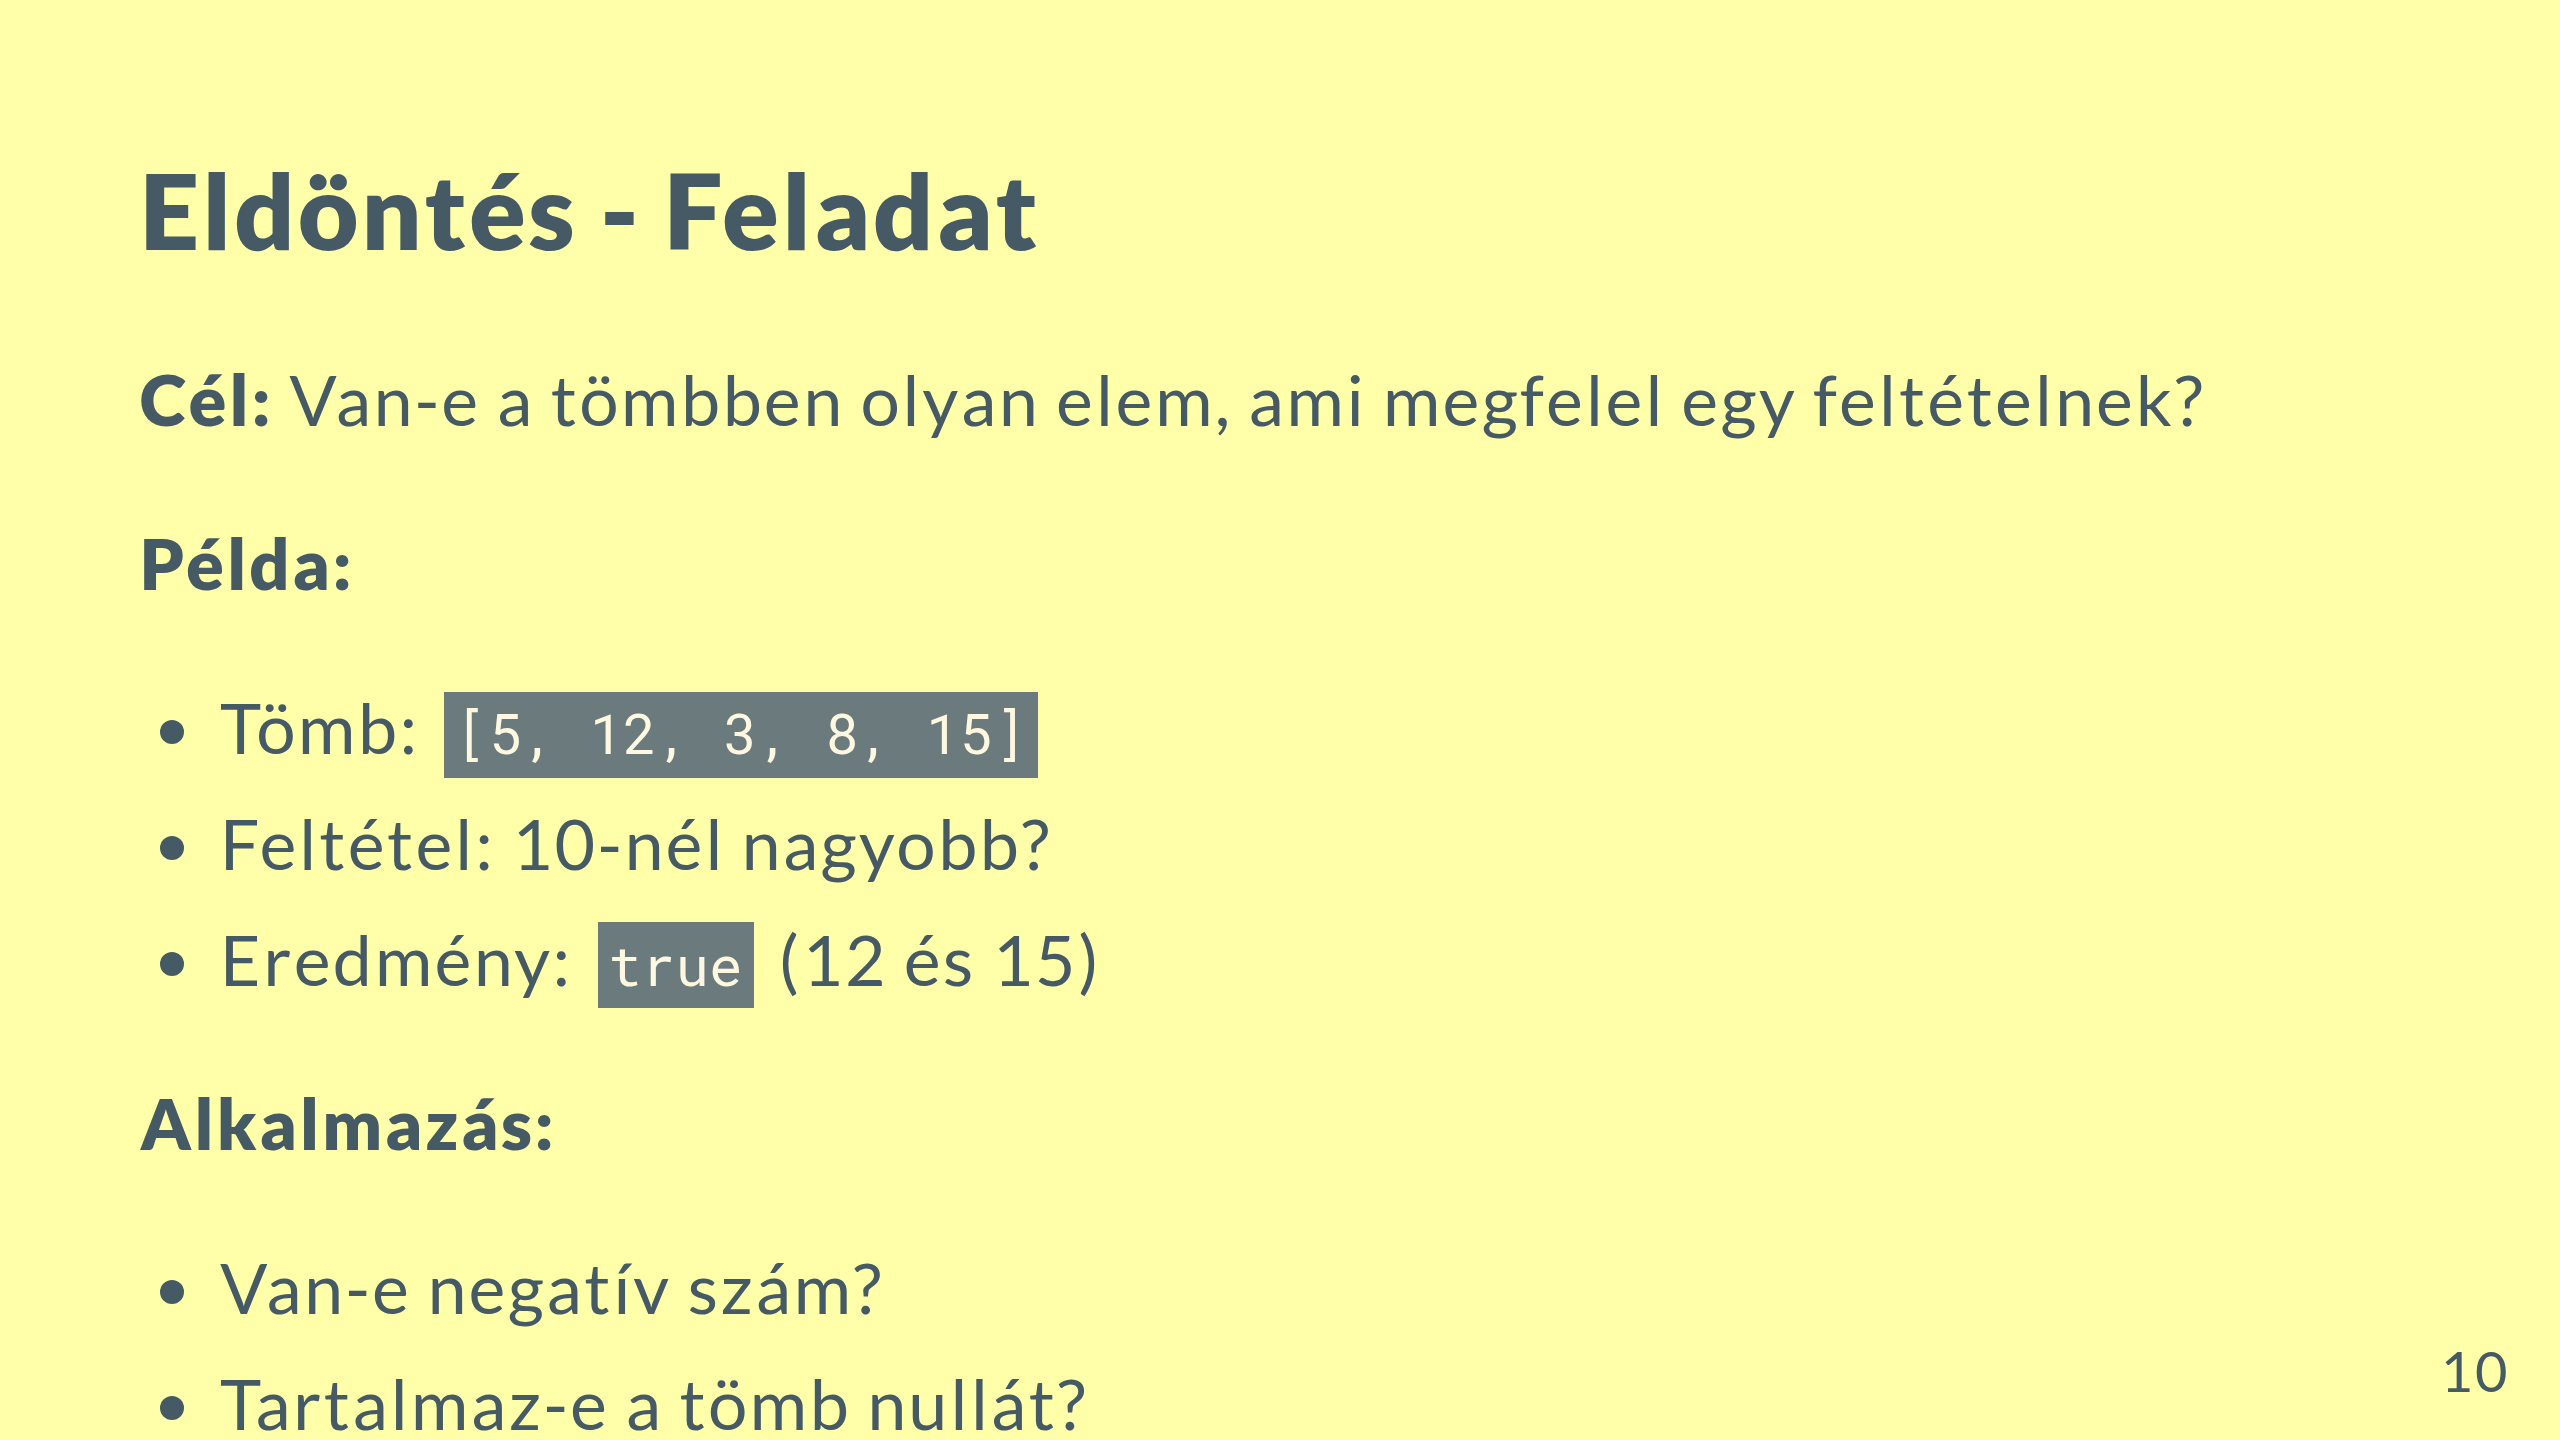 Eldöntés - Feladat
Cél: Van-e a tömbben olyan elem, ami megfelel egy feltételnek?
Példa:
• Tömb: [5, 12, 3, 8, 15]
• Feltétel: 10-nél nagyobb?
• Eredmény: true (12 és 15)
Alkalmazás:
• Van-e negatív szám?
• Tartalmaz-e a tömb nullát?
10